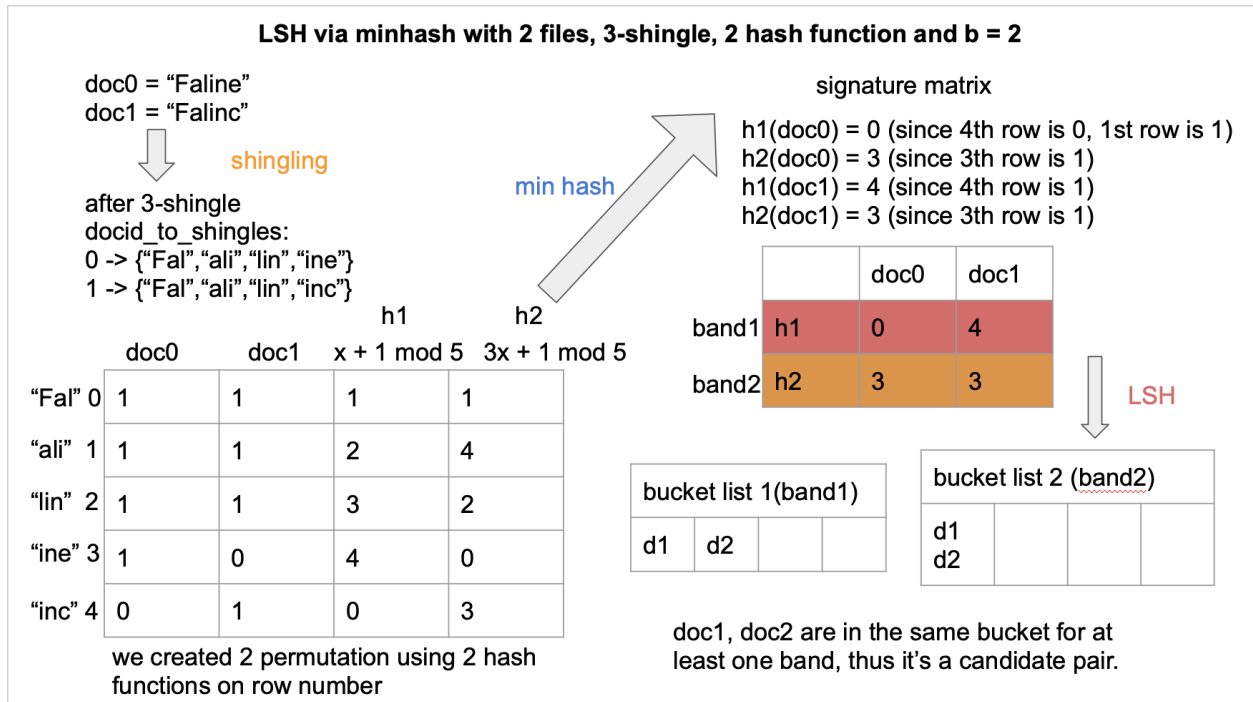 LSH via minhash with 2 files, 3-shingle, 2 hash function and b = 2
doc0 = “Faline”
doc1 = “Falinc”
shingling
after 3-shingle
docid_to_shingles:
0 -> {“Fal”,“ali”,“lin”,“ine”}
1 -> {“Fal”,“ali”,“lin”,“inc”}
h1 h2
doc0 doc1 x + 1 mod 5 3x + 1 mod 5
“Fal” 0 1 1 1 1
“ali” 1 1 1 2 4
“lin” 2 1 1 3 2
“ine” 3 1 0 4 0
“inc” 4 0 1 0 3
we created 2 permutation using 2 hash
functions on row number
min hash
signature matrix
h1(doc0) = 0 (since 4th row is 0, 1st row is 1)
h2(doc0) = 3 (since 3th row is 1)
h1(doc1) = 4 (since 4th row is 1)
h2(doc1) = 3 (since 3th row is 1)
doc0 doc1
band1 h1 0 4
band2 h2 3 3
LSH
bucket list 1(band1)
d1 d2
bucket list 2 (band2)
d1
d2
doc1, doc2 are in the same bucket for at
least one band, thus it’s a candidate pair.